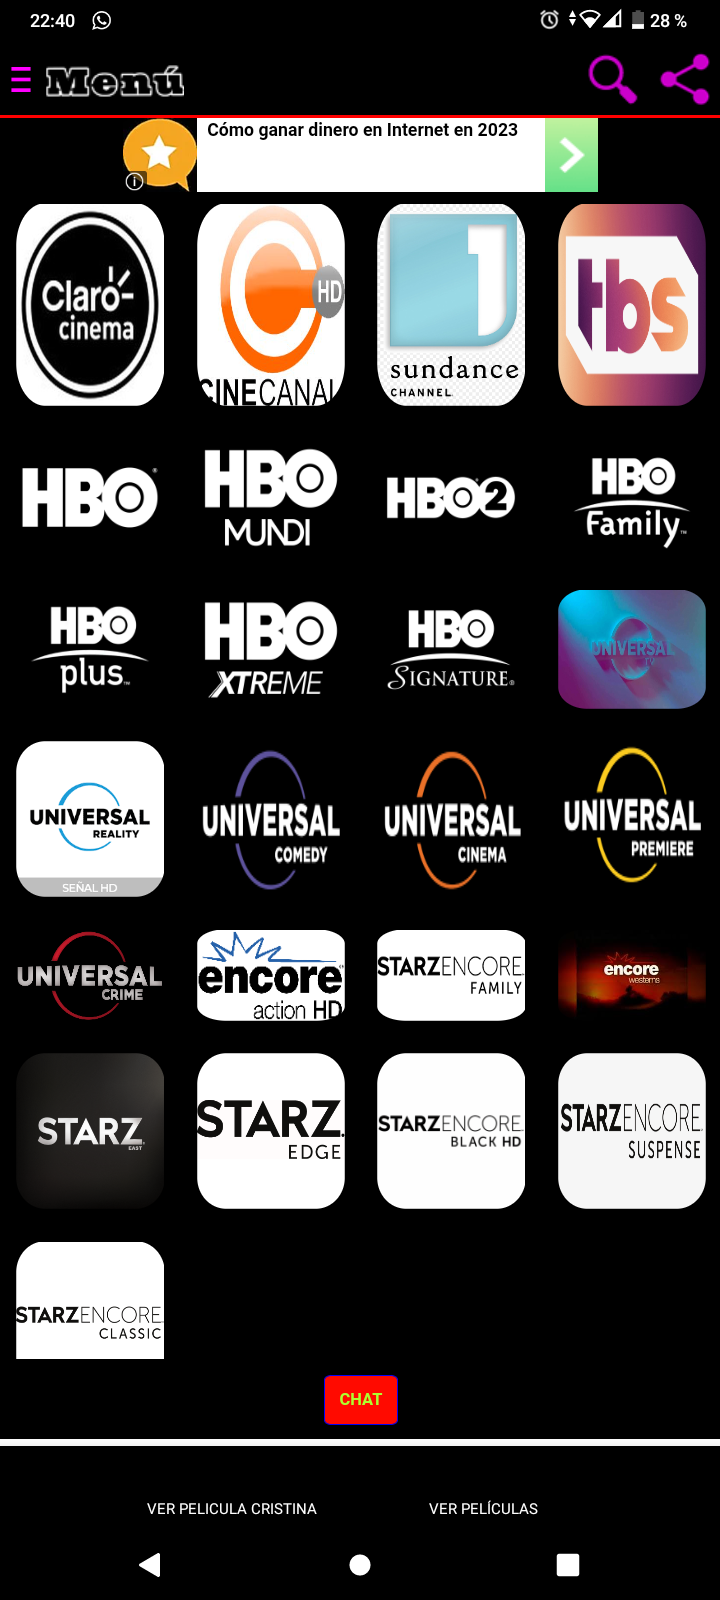 22:40
28 %
Menú
Cómo ganar dinero en Internet en 2023
Claro-
cinema
HD
CINECANAL
sundance
CHANNEL
tbs
HBO
HBO
MUNDI
HBO2
HBO
Family
HBO
plus
HBO
XTREME
HBO
SIGNATURE
UNIVERSAL
TV
UNIVERSAL
REALITY
SEÑAL HD
UNIVERSAL
COMEDY
UNIVERSAL
CINEMA
UNIVERSAL
PREMIERE
UNIVERSAL
CRIME
encore
action HD
STARZENCORE
FAMILY
encore
westerns
STARZ
EAST
STARZ
EDGE
STARZENCORE
BLACK HD
STARZENCORE
SUSPENSE
STARZENCORE
CLASSIC
CHAT
VER PELICULA CRISTINA
VER PELÍCULAS